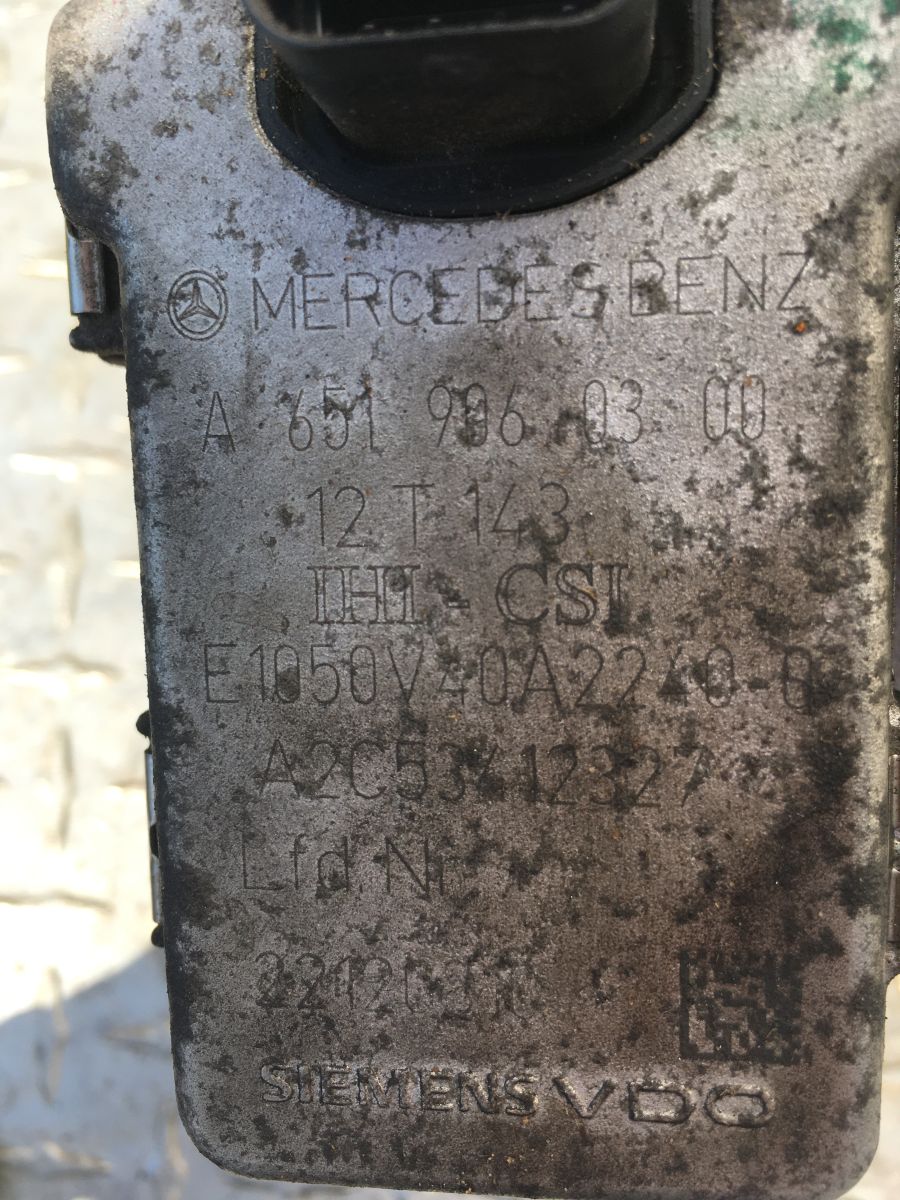 MERCEDES BENZ
A 651 906 03 00
12 T 143
IHI - CSI
E1050V40A2240-0
A2C53412327
Lfd. Nr
SIEMENS VDO